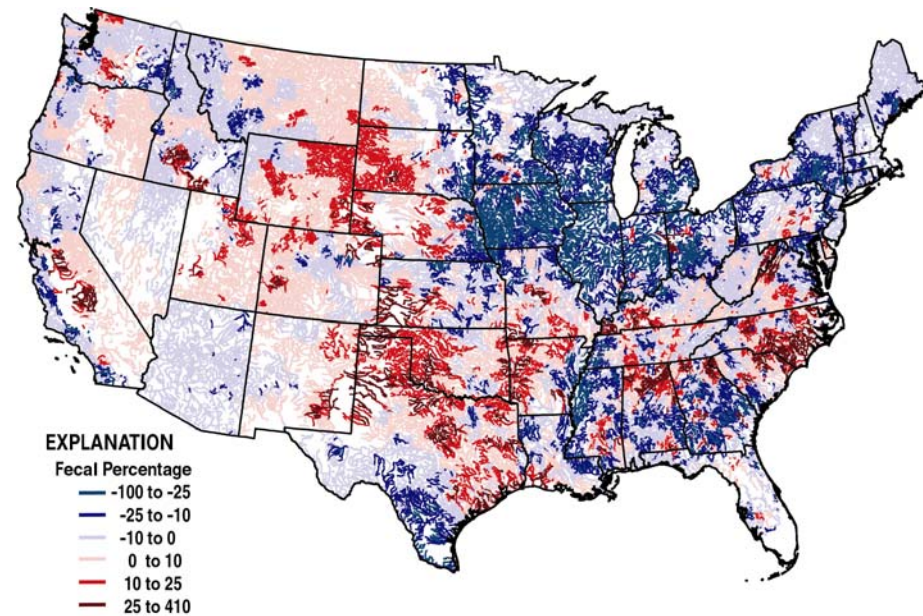 EXPLANATION
Fecal Percentage
-100 to -25
-25 to -10
-10 to 0
0 to 10
10 to 25
25 to 410